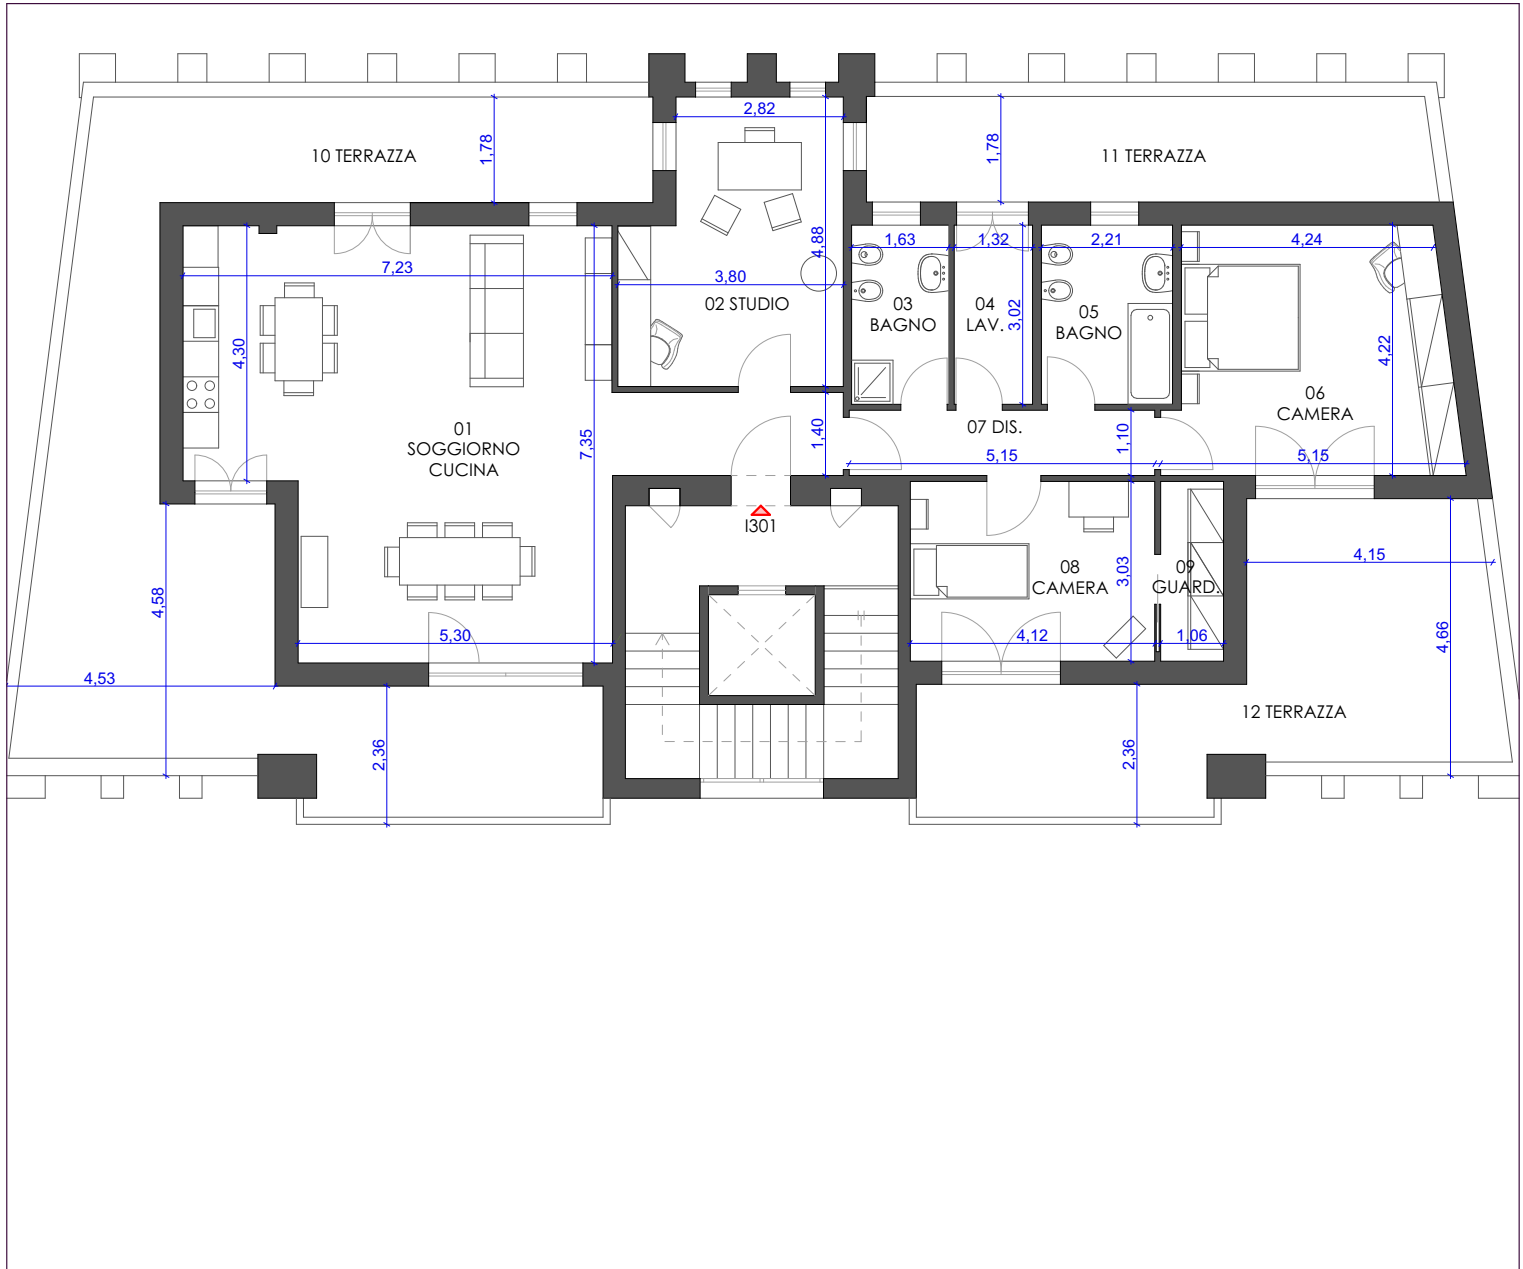 2,82
1,78
10 TERRAZZA
1,78
11 TERRAZZA
4,88
1,63
1,32
2,21
4,24
7,23
3,80
02 STUDIO
03
BAGNO
04
LAV.
3,02
05
BAGNO
4,30
4,22
06
CAMERA
01
SOGGIORNO
CUCINA
7,35
1,40
07 DIS.
1,10
5,15
5,15
I301
08
CAMERA
3,03
09
GUARD.
4,15
4,58
5,30
4,12
1,06
4,66
4,53
12 TERRAZZA
2,36
2,36